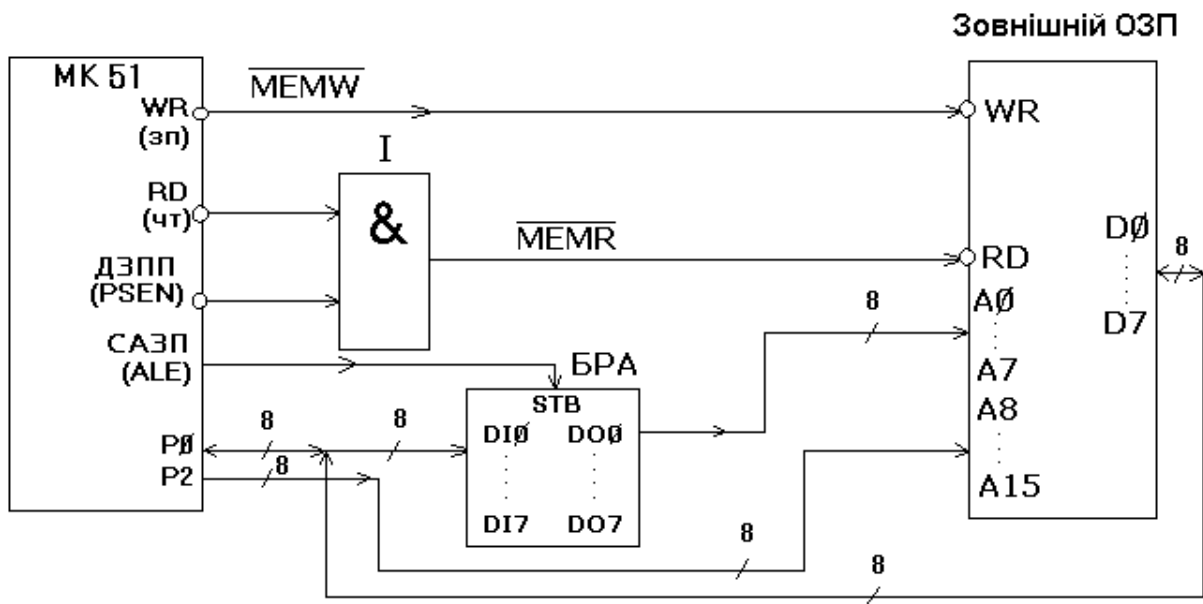 Зовнішній ОЗП
МК 51
WR
(зп)
RD
(чт)
ДЗПП
(PSEN)
САЗП
(ALE)
PØ
P2
MEMW
I
&
MEMR
БРА
STB
DIØ DOØ
DI7 DO7
8
8
8
8
8
8
8
WR
RD
AØ
A7
A8
A15
DØ
D7